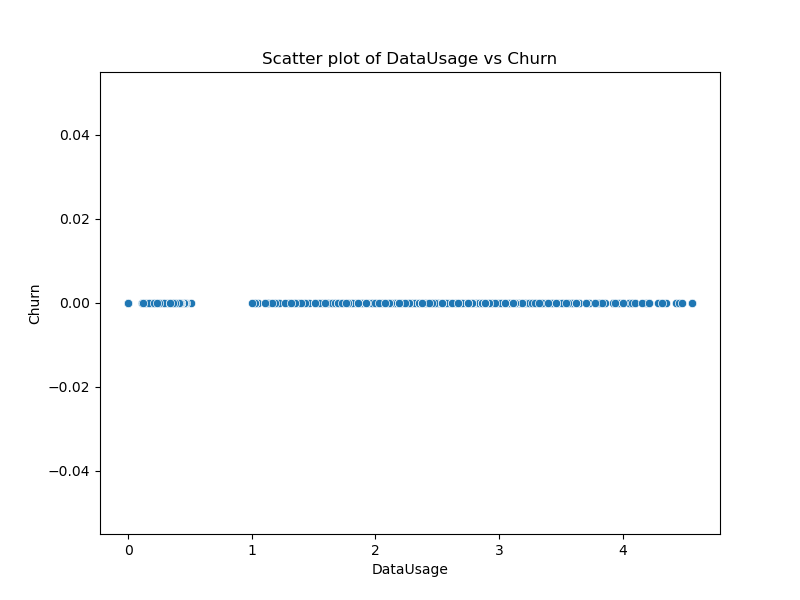 Scatter plot of DataUsage vs Churn
0.04
0.02
0.00
−0.02
−0.04
Churn
0 1 2 3 4
DataUsage